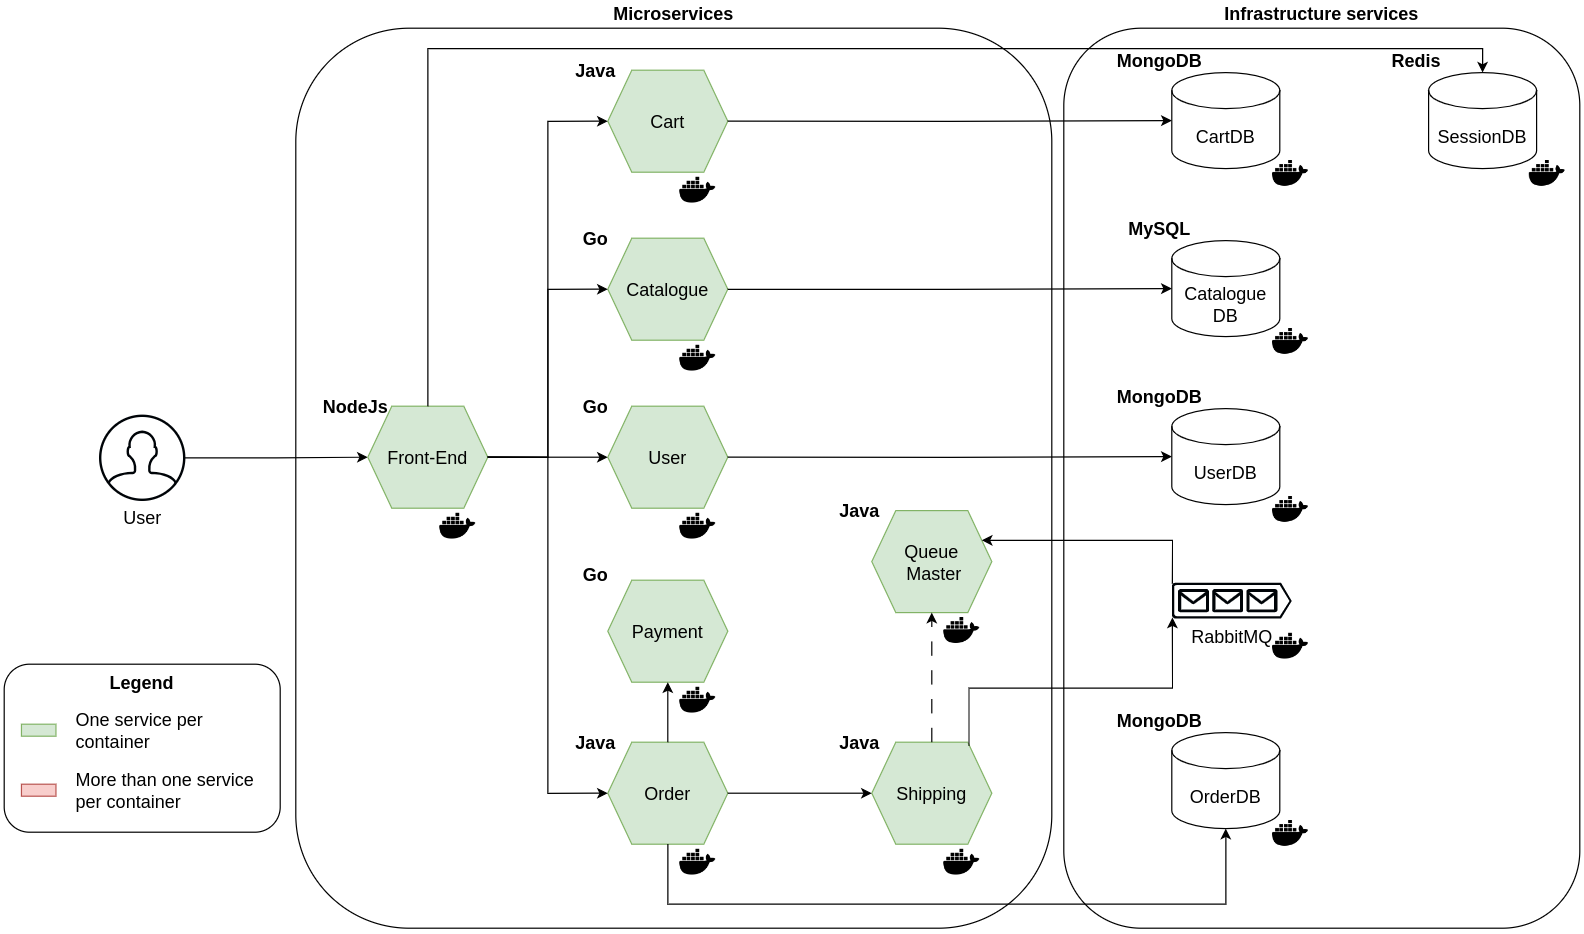 Microservices
Infrastructure services
Java
Cart
MongoDB
CartDB
Redis
SessionDB
Go
Catalogue
MySQL
Catalogue
DB
NodeJs
Front-End
User
Go
User
MongoDB
UserDB
Java
Queue
Master
Go
Payment
RabbitMQ
Java
Order
Java
Shipping
MongoDB
OrderDB
Legend
One service per
container
More than one service
per container